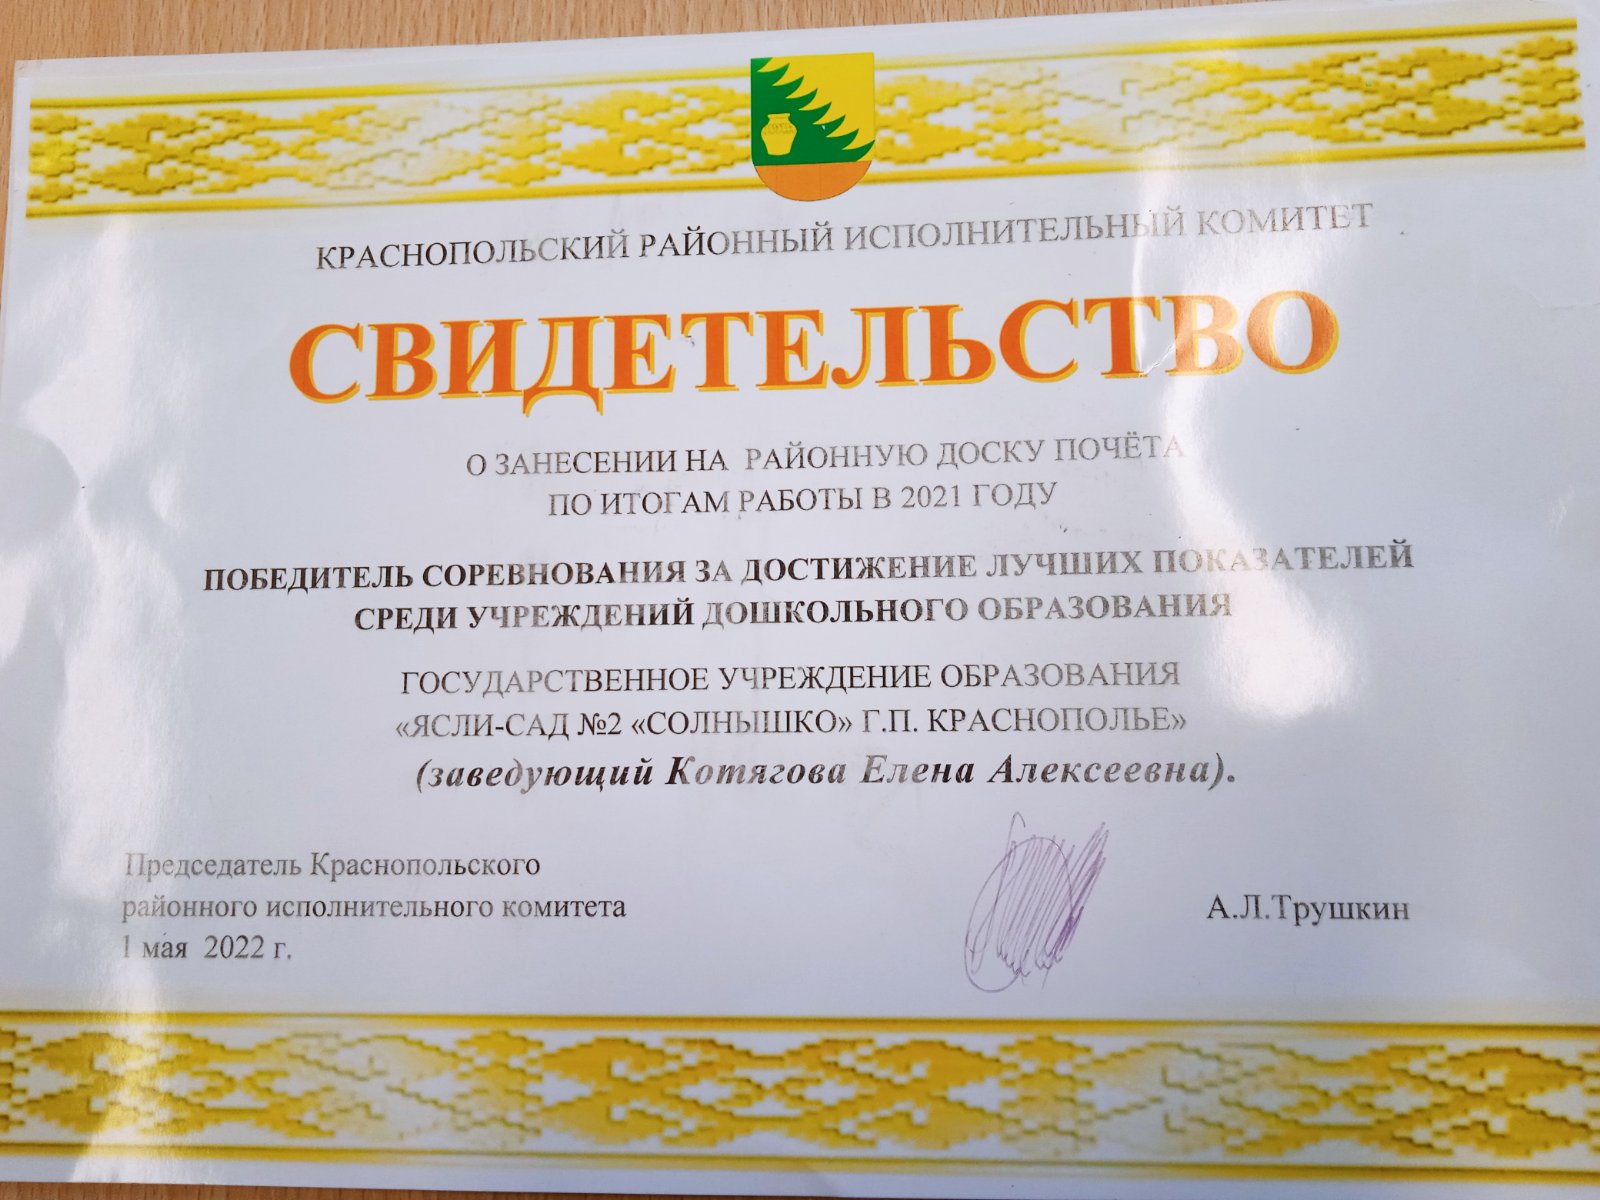 КРАСНОПОЛЬСКИЙ РАЙОННЫЙ ИСПОЛНИТЕЛЬНЫЙ КОМИТЕТ
СВИДЕТЕЛЬСТВО
О ЗАНЕСЕНИИ НА РАЙОННУЮ ДОСКУ ПОЧЁТА
ПО ИТОГАМ РАБОТЫ В 2021 ГОДУ
ПОБЕДИТЕЛЬ СОРЕВНОВАНИЯ ЗА ДОСТИЖЕНИЕ ЛУЧШИХ ПОКАЗАТЕЛЕЙ
СРЕДИ УЧРЕЖДЕНИЙ ДОШКОЛЬНОГО ОБРАЗОВАНИЯ
ГОСУДАРСТВЕННОЕ УЧРЕЖДЕНИЕ ОБРАЗОВАНИЯ
«ЯСЛИ-САД №2 «СОЛНЫШКО» Г.П. КРАСНОПОЛЬЕ»
(заведующий Котягова Елена Алексеевна).
Председатель Краснопольского
районного исполнительного комитета
А.Л.Трушкин
1 мая 2022 г.